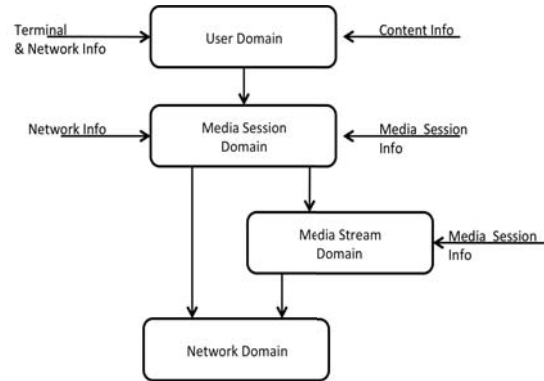 Terminal
& Network Info
User Domain
Content Info
Network Info
Media Session
Domain
Media Session
Info
Media Stream
Domain
Media Session
Info
Network Domain